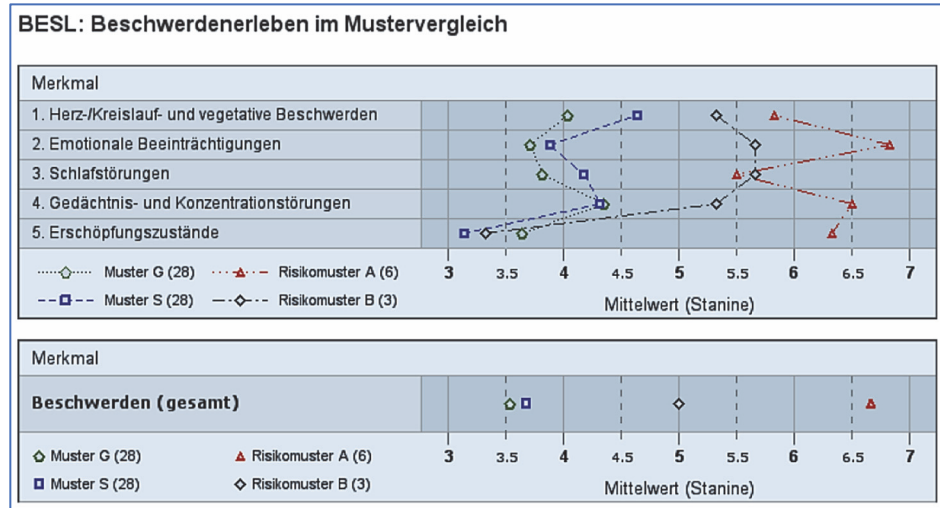 BESL: Beschwerdenerleben im Mustervergleich
Merkmal
1. Herz-/Kreislauf- und vegetative Beschwerden
2. Emotionale Beeinträchtigungen
3. Schlafstörungen
4. Gedächtnis- und Konzentrationstörungen
5. Erschöpfungszustände
3 3.5 4 4.5 5 5.5 6 6.5 7
Muster G (28) Risikomuster A (6)
Muster S (28) Risikomuster B (3)
Mittelwert (Stanine)
Merkmal
Beschwerden (gesamt)
3 3.5 4 4.5 5 5.5 6 6.5 7
Muster G (28) Risikomuster A (6)
Muster S (28) Risikomuster B (3)
Mittelwert (Stanine)